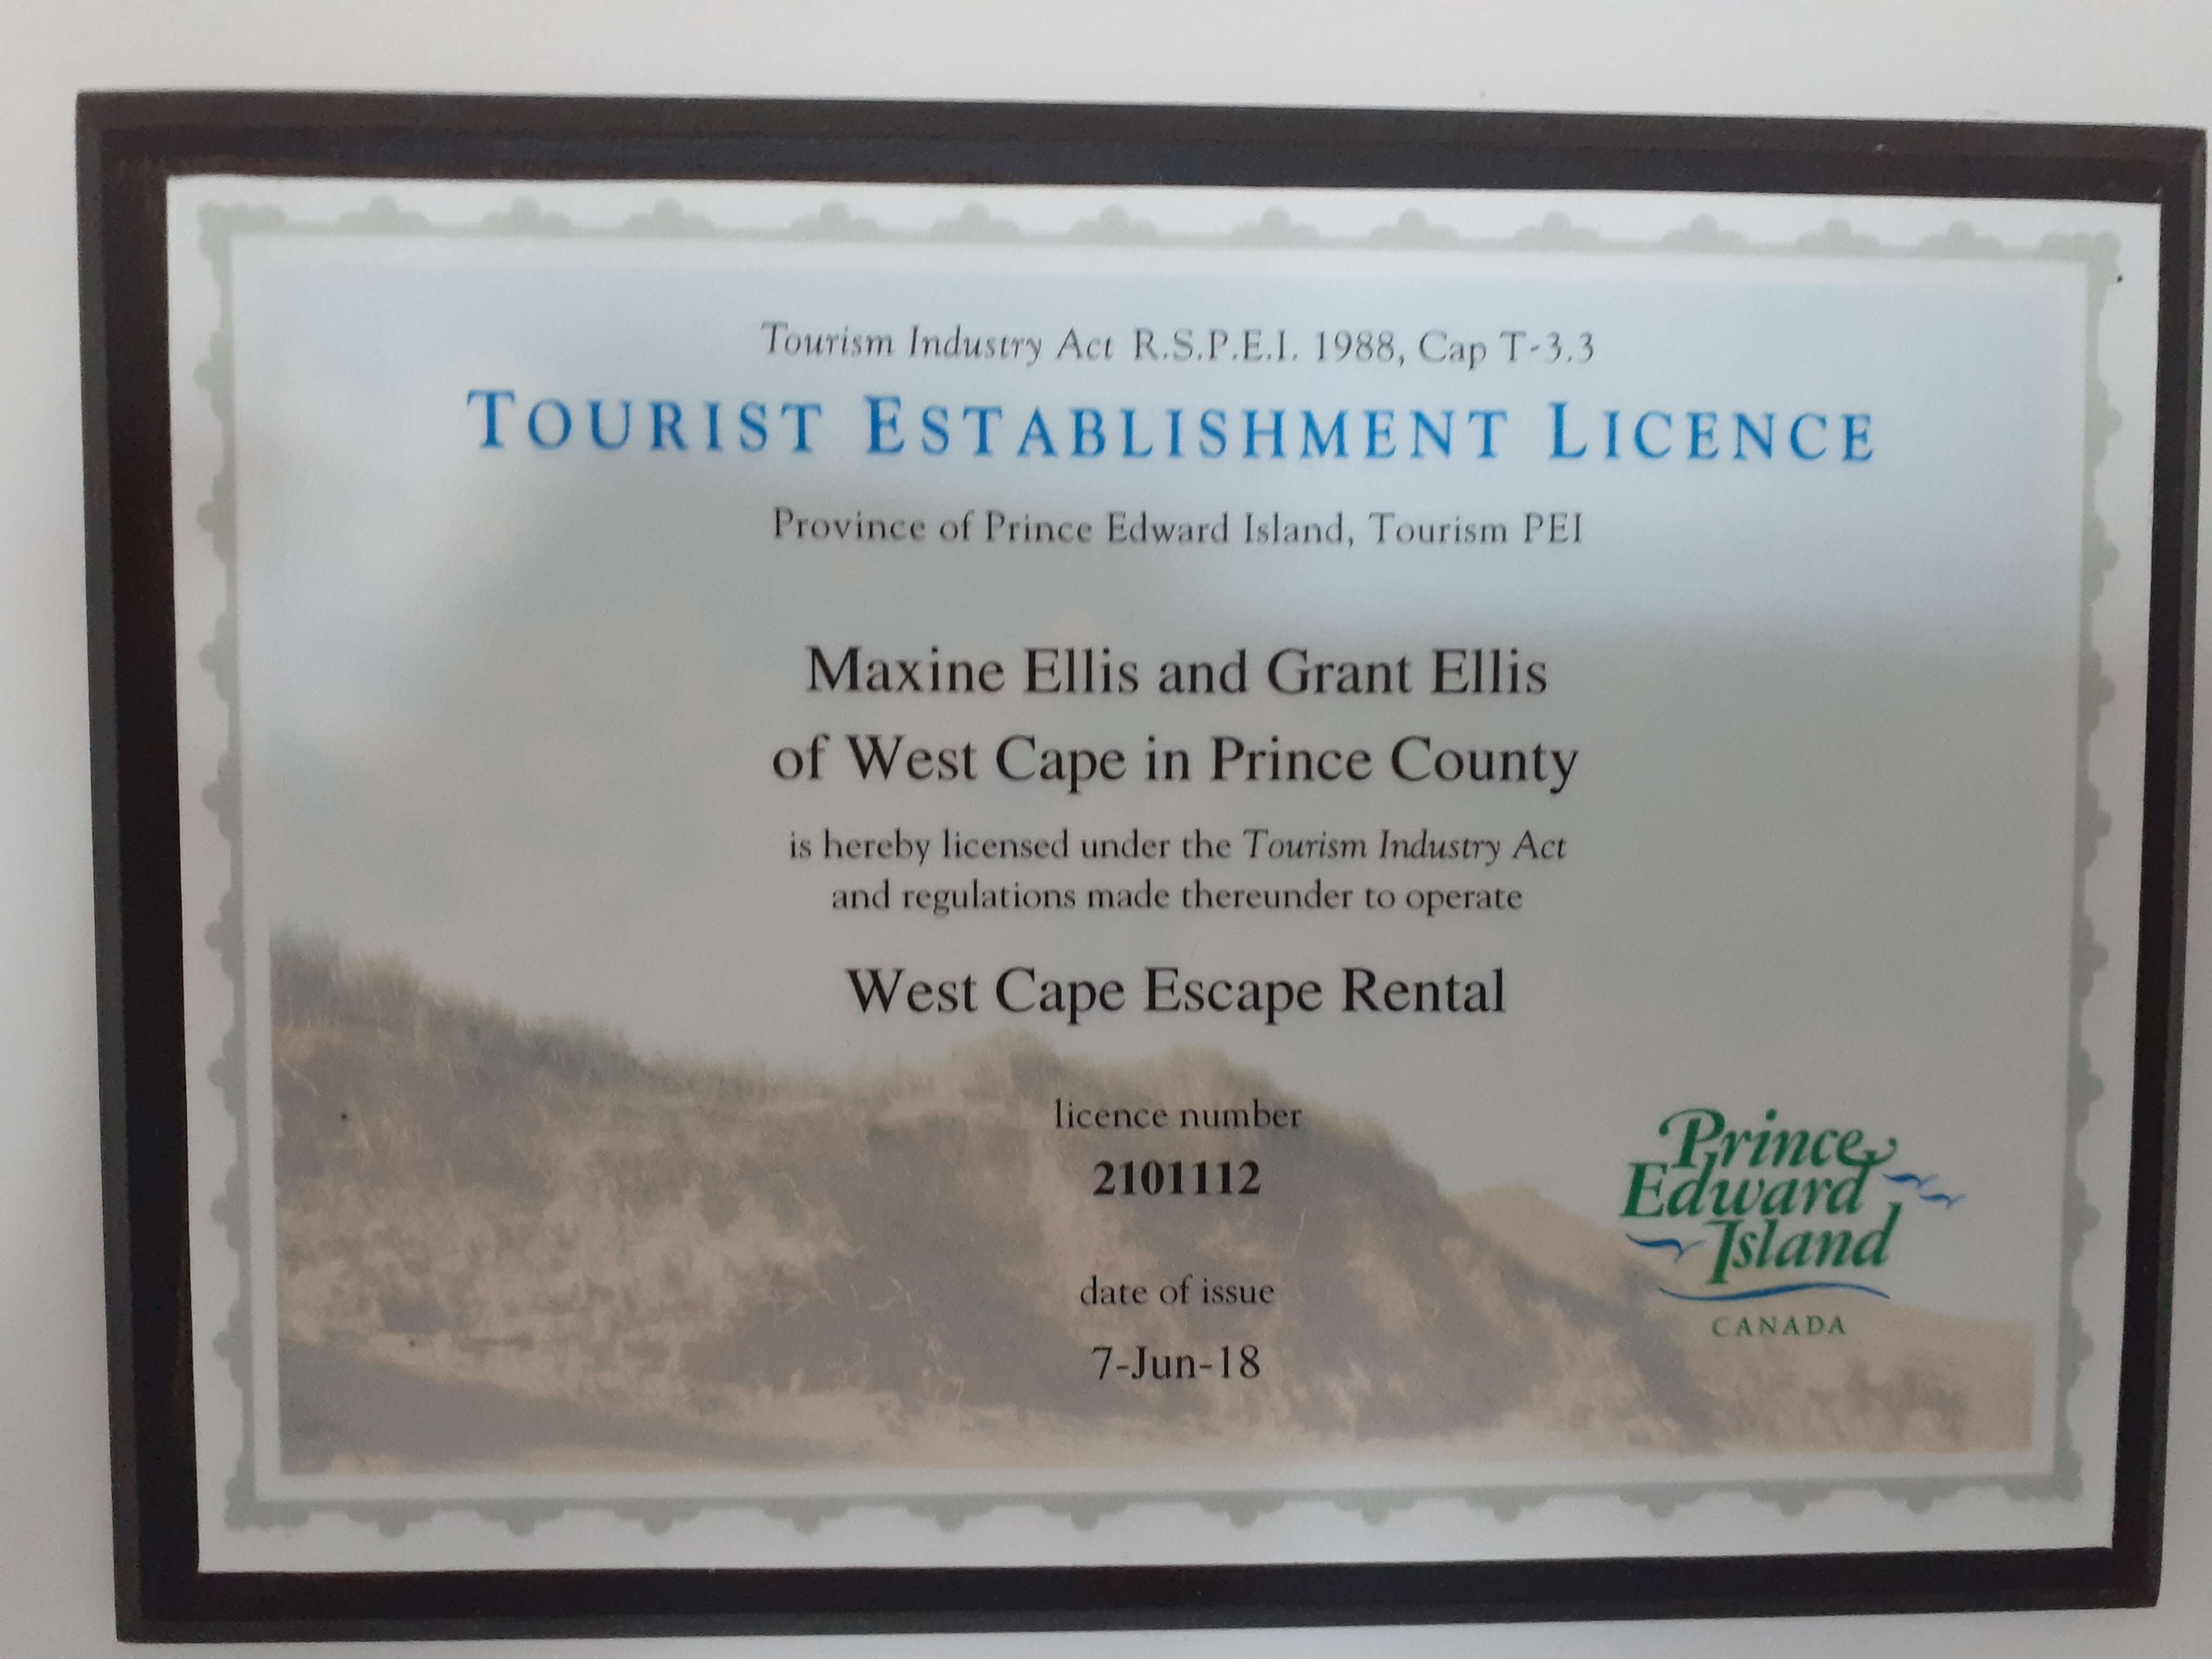 Tourism Industry Act R.S.P.E.I. 1988, Cap T-3.3
TOURIST ESTABLISHMENT LICENCE
Province of Prince Edward Island, Tourism PEI
Maxine Ellis and Grant Ellis
of West Cape in Prince County
is hereby licensed under the Tourism Industry Act
and regulations made thereunder to operate
West Cape Escape Rental
licence number
2101112
date of issue
7-Jun-18
Prince
Edward
Island
CANADA